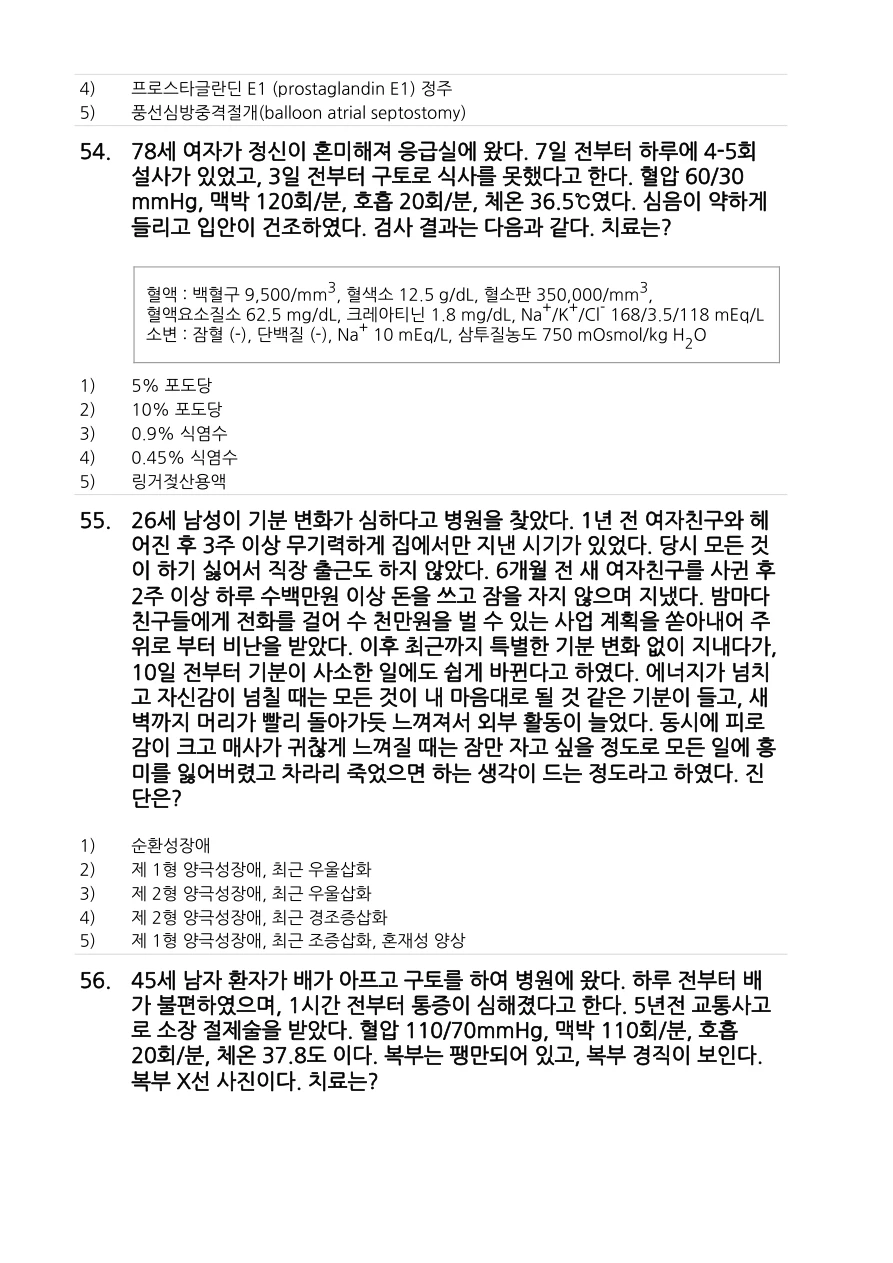 4) 프로스타글란딘 E1 (prostaglandin E1) 정주
5) 풍선심방중격절개(balloon atrial septostomy)
54. 78세 여자가 정신이 혼미해져 응급실에 왔다. 7일 전부터 하루에 4-5회
설사가 있었고, 3일 전부터 구토로 식사를 못했다고 한다. 혈압 60/30
mmHg, 맥박 120회/분, 호흡 20회/분, 체온 36.5℃였다. 심음이 약하게
들리고 입안이 건조하였다. 검사 결과는 다음과 같다. 치료는?
혈액 : 백혈구 9,500/mm³, 혈색소 12.5 g/dL, 혈소판 350,000/mm³,
혈액요소질소 62.5 mg/dL, 크레아티닌 1.8 mg/dL, Na⁺/K⁺/Cl⁻ 168/3.5/118 mEq/L
소변 : 잠혈 (-), 단백질 (-), Na⁺ 10 mEq/L, 삼투질농도 750 mOsmol/kg H₂O
1) 5% 포도당
2) 10% 포도당
3) 0.9% 식염수
4) 0.45% 식염수
5) 링거젖산용액
55. 26세 남성이 기분 변화가 심하다고 병원을 찾았다. 1년 전 여자친구와 헤
어진 후 3주 이상 무기력하게 집에서만 지낸 시기가 있었다. 당시 모든 것
이 하기 싫어서 직장 출근도 하지 않았다. 6개월 전 새 여자친구를 사귄 후
2주 이상 하루 수백만원 이상 돈을 쓰고 잠을 자지 않으며 지냈다. 밤마다
친구들에게 전화를 걸어 수 천만원을 벌 수 있는 사업 계획을 쏟아내어 주
위로 부터 비난을 받았다. 이후 최근까지 특별한 기분 변화 없이 지내다가,
10일 전부터 기분이 사소한 일에도 쉽게 바뀐다고 하였다. 에너지가 넘치
고 자신감이 넘칠 때는 모든 것이 내 마음대로 될 것 같은 기분이 들고, 새
벽까지 머리가 빨리 돌아가듯 느껴져서 외부 활동이 늘었다. 동시에 피로
감이 크고 매사가 귀찮게 느껴질 때는 잠만 자고 싶을 정도로 모든 일에 흥
미를 잃어버렸고 차라리 죽었으면 하는 생각이 드는 정도라고 하였다. 진
단은?
1) 순환성장애
2) 제 1형 양극성장애, 최근 우울삽화
3) 제 2형 양극성장애, 최근 우울삽화
4) 제 2형 양극성장애, 최근 경조증삽화
5) 제 1형 양극성장애, 최근 조증삽화, 혼재성 양상
56. 45세 남자 환자가 배가 아프고 구토를 하여 병원에 왔다. 하루 전부터 배
가 불편하였으며, 1시간 전부터 통증이 심해졌다고 한다. 5년전 교통사고
로 소장 절제술을 받았다. 혈압 110/70mmHg, 맥박 110회/분, 호흡
20회/분, 체온 37.8도 이다. 복부는 팽만되어 있고, 복부 경직이 보인다.
복부 X선 사진이다. 치료는?